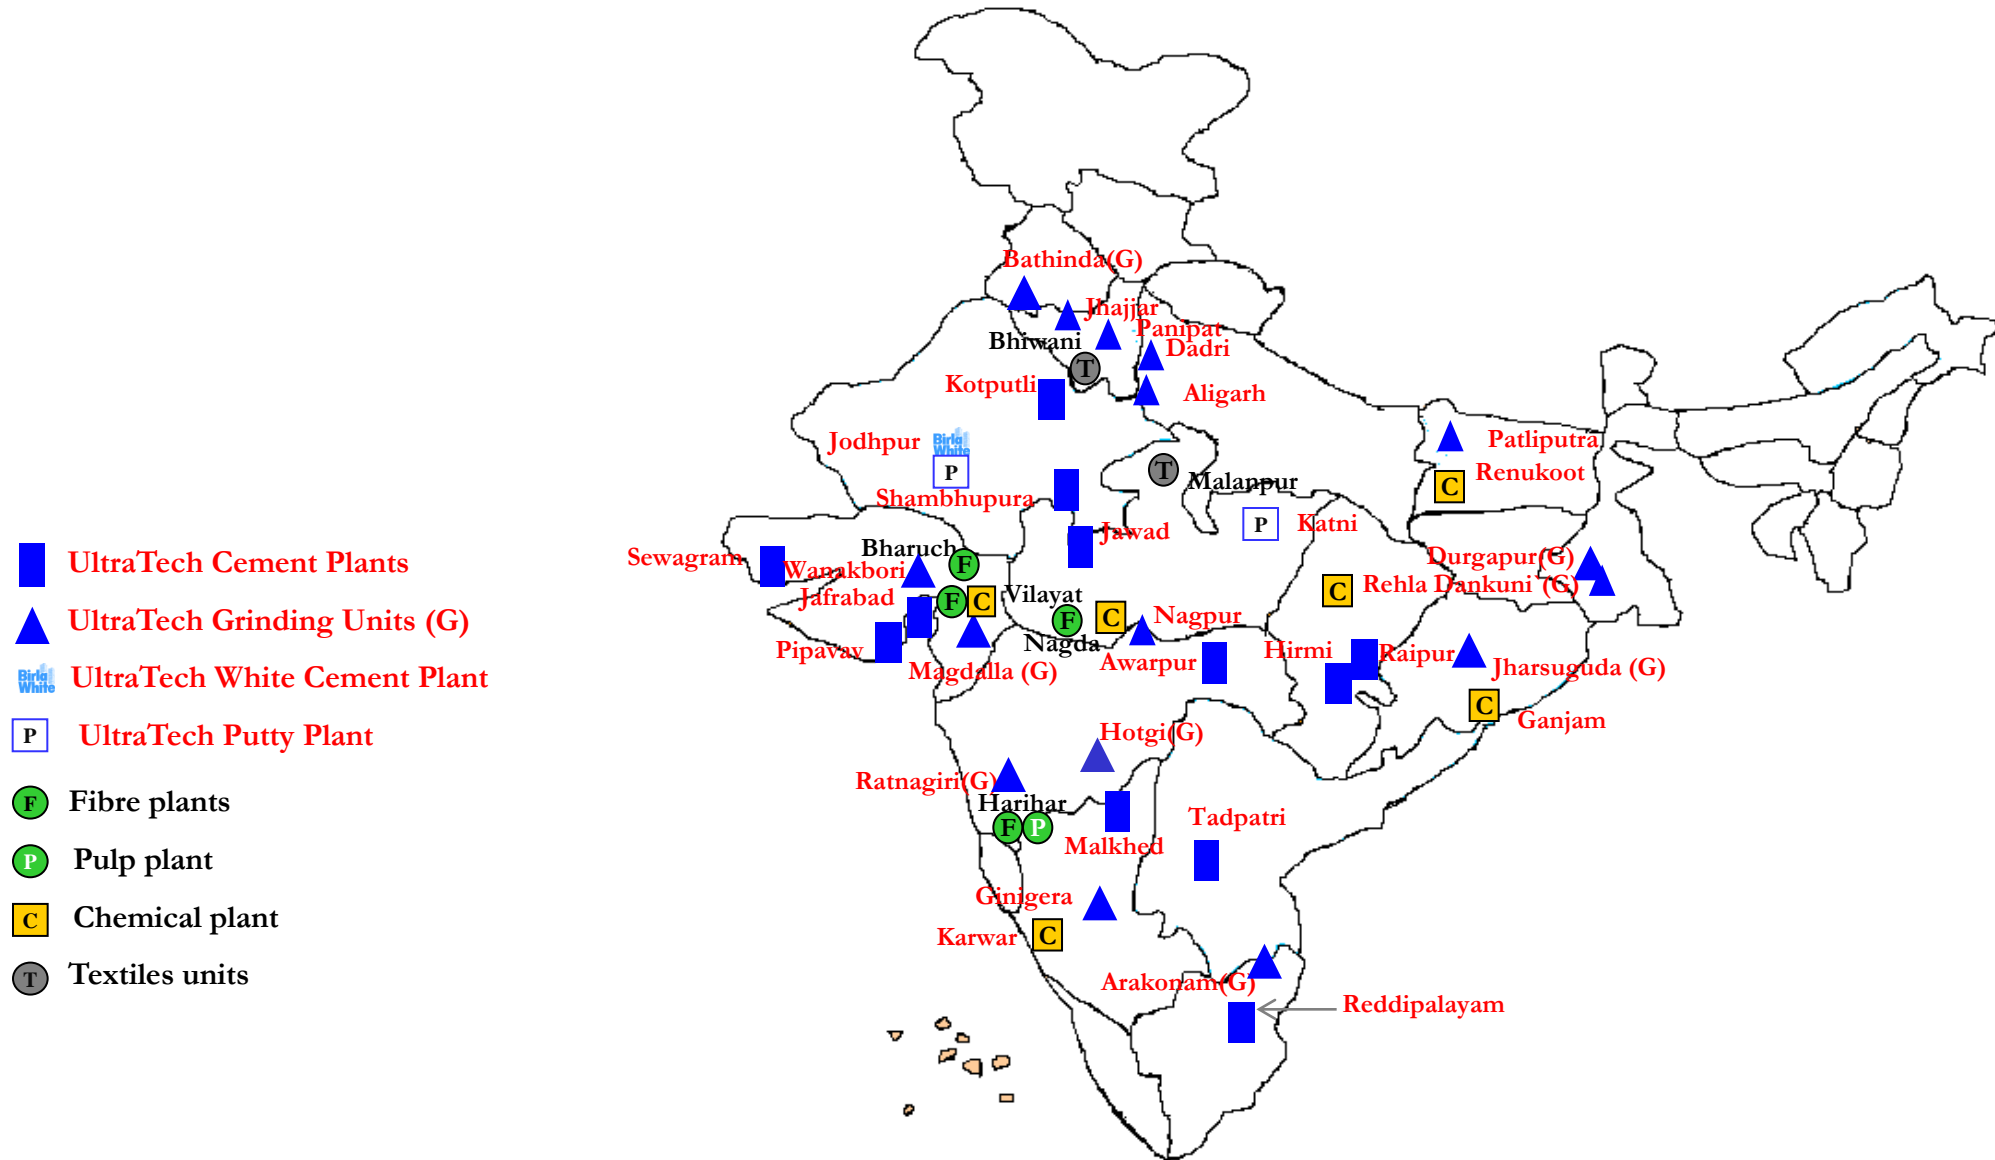 Bathinda(G)
Jhajjar
Panipat
Bhiwani
Dadri
T
Kotputli
Aligarh
Jodhpur
Birla
White
P
Patliputra
T
Renukoot
Malanpur
C
Shambhupura
P
Katni
Jawad
Bharuch
Sewagram
F
Durgapur(G)
UltraTech Cement Plants
Wanakbori
C
Rehla Dankuni (G)
Jafrabad
F
C
Vilayat
UltraTech Grinding Units (G)
F
C
Nagpur
Nagda
Pipavav
Hirmi
Raipur
Awarpur
Magdalla (G)
Jharsuguda (G)
Birla
White
UltraTech White Cement Plant
C
Ganjam
P
UltraTech Putty Plant
Hotgi(G)
Ratnagiri(G)
F
Fibre plants
Harihar
F
P
Tadpatri
Malkhed
P
Pulp plant
Ginigera
C
Chemical plant
Karwar
C
T
Textiles units
Arakonam(G)
Reddipalayam